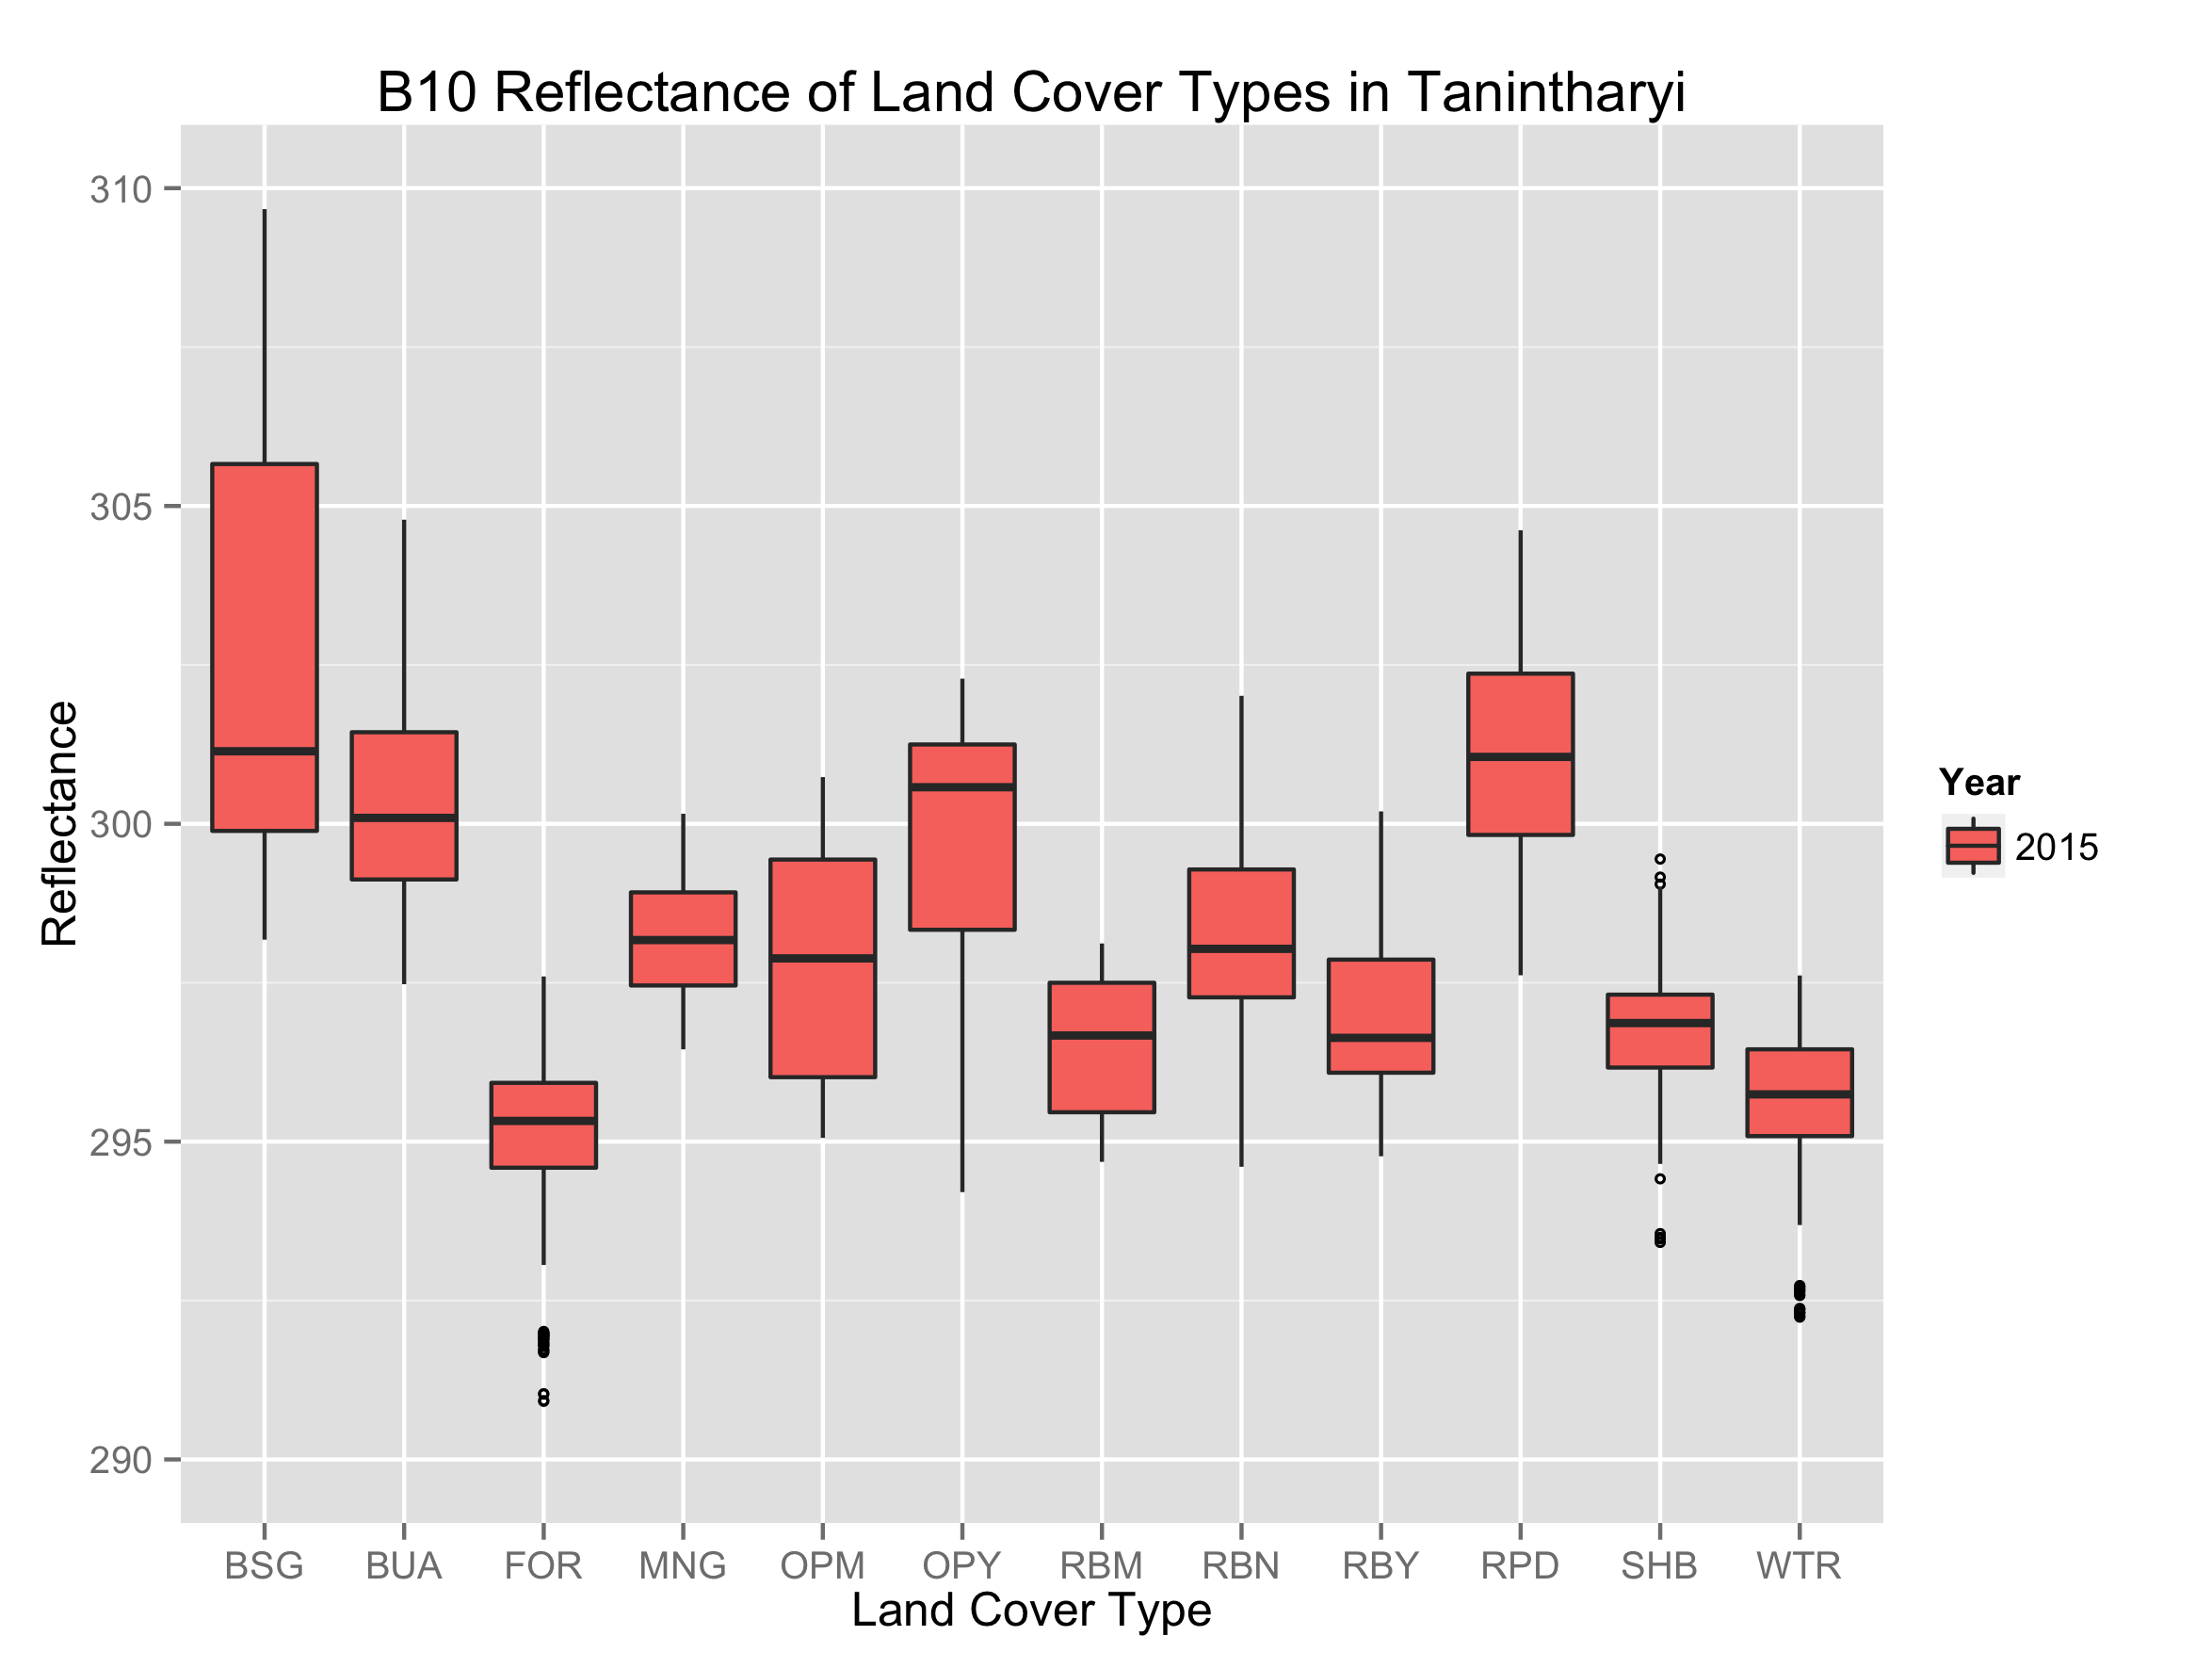 B10 Reflectance of Land Cover Types in Tanintharyi
310
305
300
295
290
Reflectance
BSG BUA FOR MNG OPM OPY RBM RBN RBY RPD SHB WTR
Land Cover Type
Year
2015